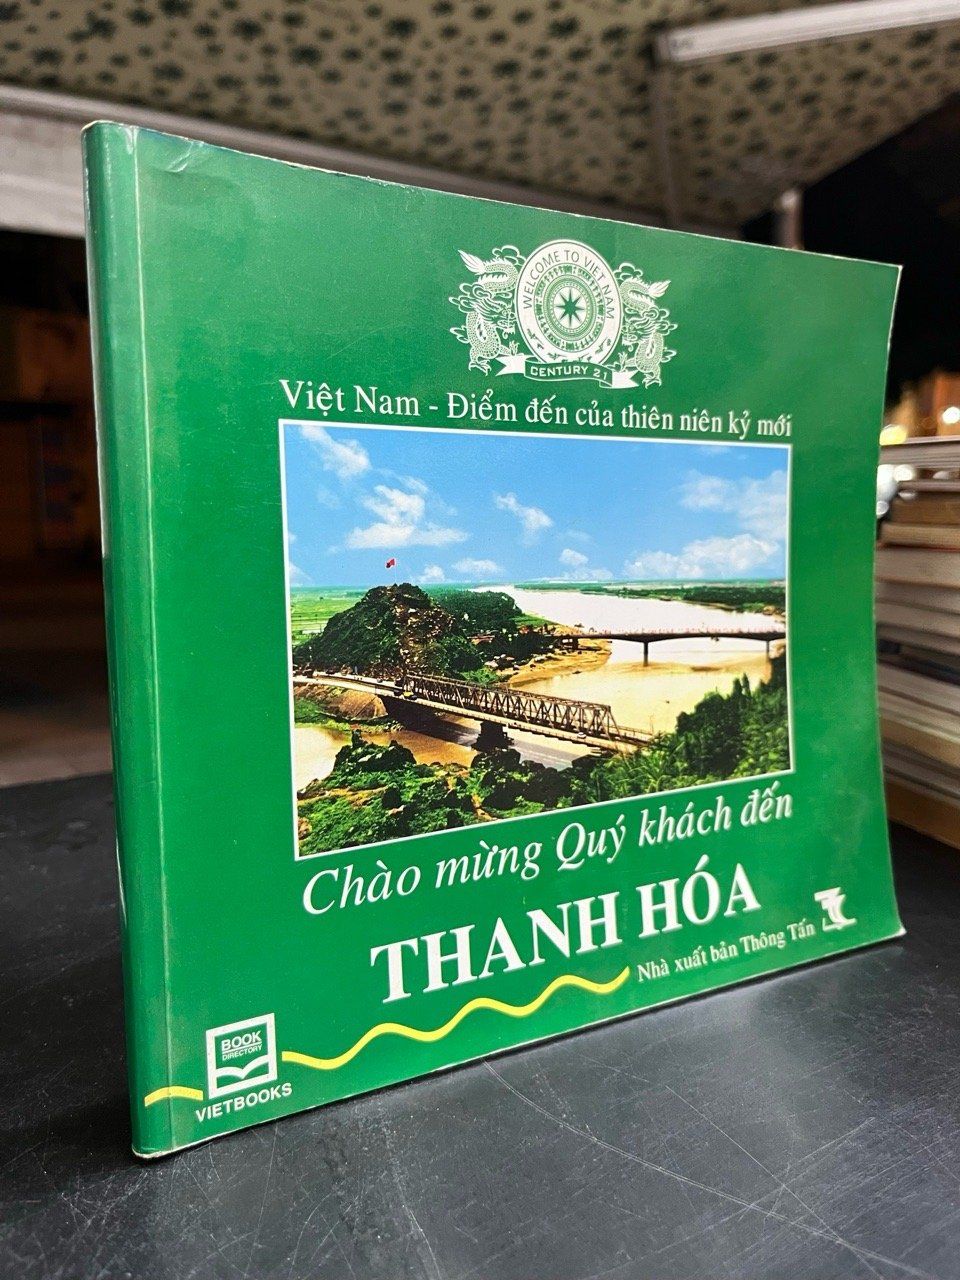 WELCOME TO VIET NAM
CENTURY 21
Việt Nam - Điểm đến của thiên niên kỷ mới
Chào mừng Quý khách đến
THANH HÓA
Nhà xuất bản Thông Tấn
BOOK
DIRECTORY
VIETBOOKS